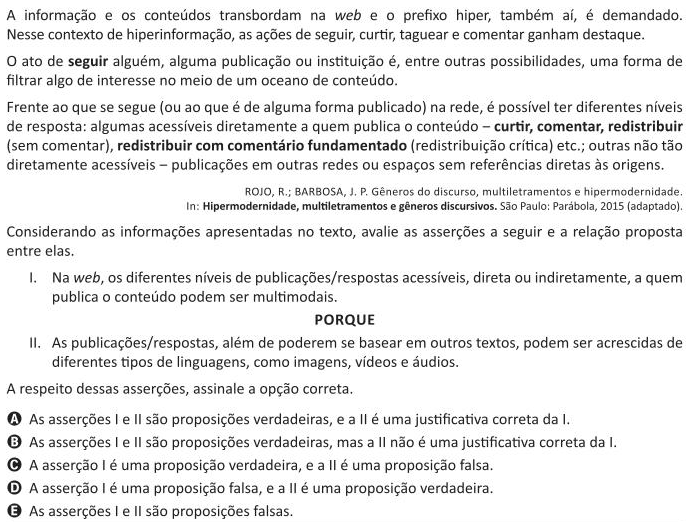 A informação e os conteúdos transbordam na web e o prefixo hiper, também aí, é demandado.
Nesse contexto de hiperinformação, as ações de seguir, curtir, taguear e comentar ganham destaque.
O ato de seguir alguém, alguma publicação ou instituição é, entre outras possibilidades, uma forma de
filtrar algo de interesse no meio de um oceano de conteúdo.
Frente ao que se segue (ou ao que é de alguma forma publicado) na rede, é possível ter diferentes níveis
de resposta: algumas acessíveis diretamente a quem publica o conteúdo – curtir, comentar, redistribuir
(sem comentar), redistribuir com comentário fundamentado (redistribuição crítica) etc.; outras não tão
diretamente acessíveis – publicações em outras redes ou espaços sem referências diretas às origens.
ROJO, R.; BARBOSA, J. P. Gêneros do discurso, multiletramentos e hipermodernidade.
In: Hipermodernidade, multiletramentos e gêneros discursivos. São Paulo: Parábola, 2015 (adaptado).
Considerando as informações apresentadas no texto, avalie as asserções a seguir e a relação proposta
entre elas.
I. Na web, os diferentes níveis de publicações/respostas acessíveis, direta ou indiretamente, a quem
publica o conteúdo podem ser multimodais.
PORQUE
II. As publicações/respostas, além de poderem se basear em outros textos, podem ser acrescidas de
diferentes tipos de linguagens, como imagens, vídeos e áudios.
A respeito dessas asserções, assinale a opção correta.
A As asserções I e II são proposições verdadeiras, e a II é uma justificativa correta da I.
B As asserções I e II são proposições verdadeiras, mas a II não é uma justificativa correta da I.
C A asserção I é uma proposição verdadeira, e a II é uma proposição falsa.
D A asserção I é uma proposição falsa, e a II é uma proposição verdadeira.
E As asserções I e II são proposições falsas.